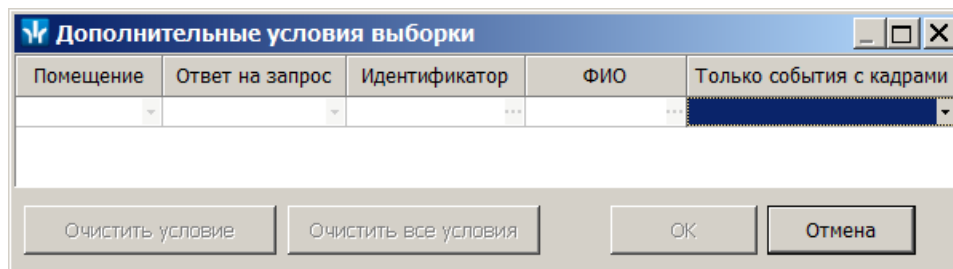 Дополнительные условия выборки
Помещение Ответ на запрос Идентификатор ФИО Только события с кадрами
Очистить условие Очистить все условия OK Отмена